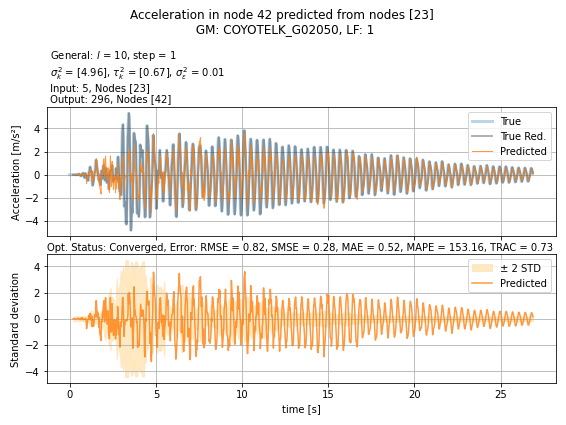 Acceleration in node 42 predicted from nodes [23]
GM: COYOTELK_G02050, LF: 1
General: l = 10, step = 1
σ²ₖ = [4.96], τ²ₖ = [0.67], σ²ε = 0.01
Input: 5, Nodes [23]
Output: 296, Nodes [42]
Acceleration [m/s²]
4
2
0
−2
−4
True
True Red.
Predicted
Opt. Status: Converged, Error: RMSE = 0.82, SMSE = 0.28, MAE = 0.52, MAPE = 153.16, TRAC = 0.73
Standard deviation
4
2
0
−2
−4
± 2 STD
Predicted
0 5 10 15 20 25
time [s]